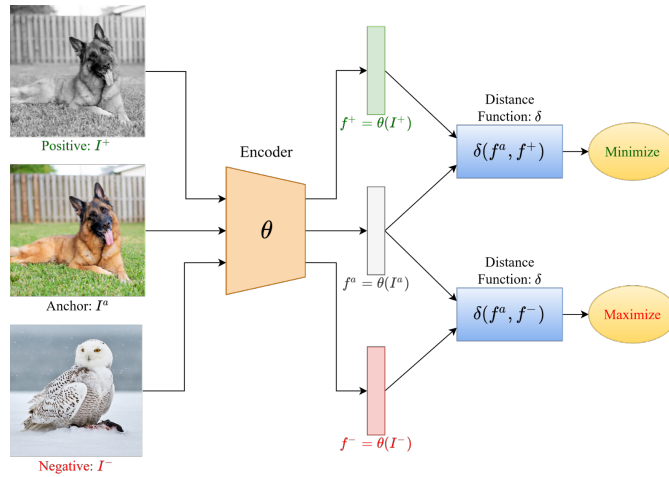 Positive: I⁺
Anchor: Iᵃ
Negative: I⁻
Encoder
θ
f⁺ = θ(I⁺)
fᵃ = θ(Iᵃ)
f⁻ = θ(I⁻)
Distance
Function: δ
δ(fᵃ, f⁺)
Minimize
Distance
Function: δ
δ(fᵃ, f⁻)
Maximize